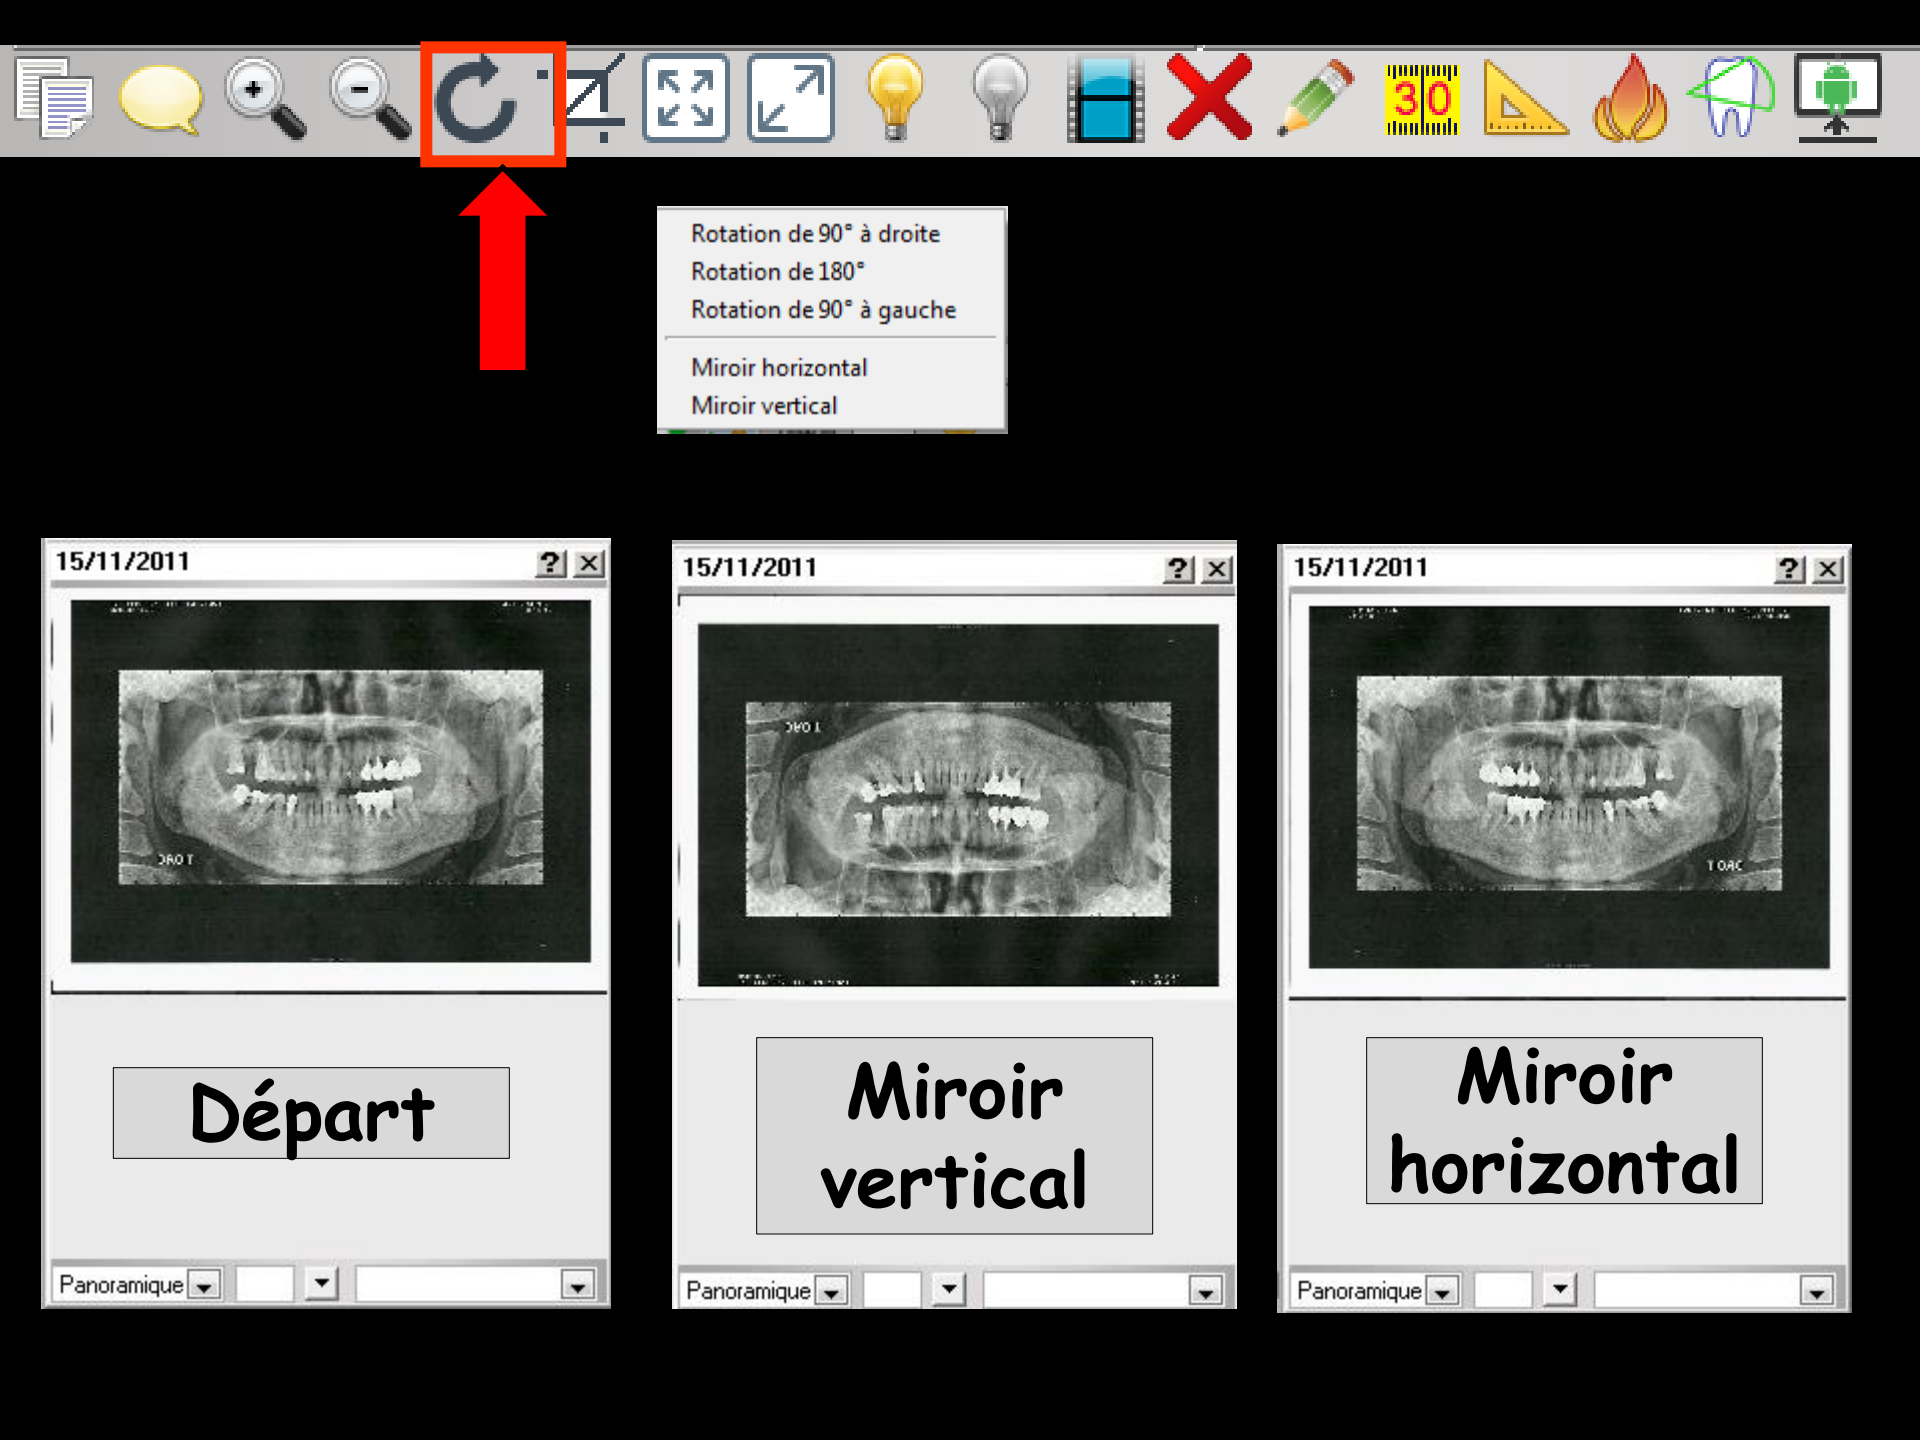 30
Rotation de 90° à droite
Rotation de 180°
Rotation de 90° à gauche
Miroir horizontal
Miroir vertical
15/11/2011
?
DROIT
Départ
Panoramique
15/11/2011
?
Miroir
vertical
Panoramique
15/11/2011
?
Miroir
horizontal
Panoramique